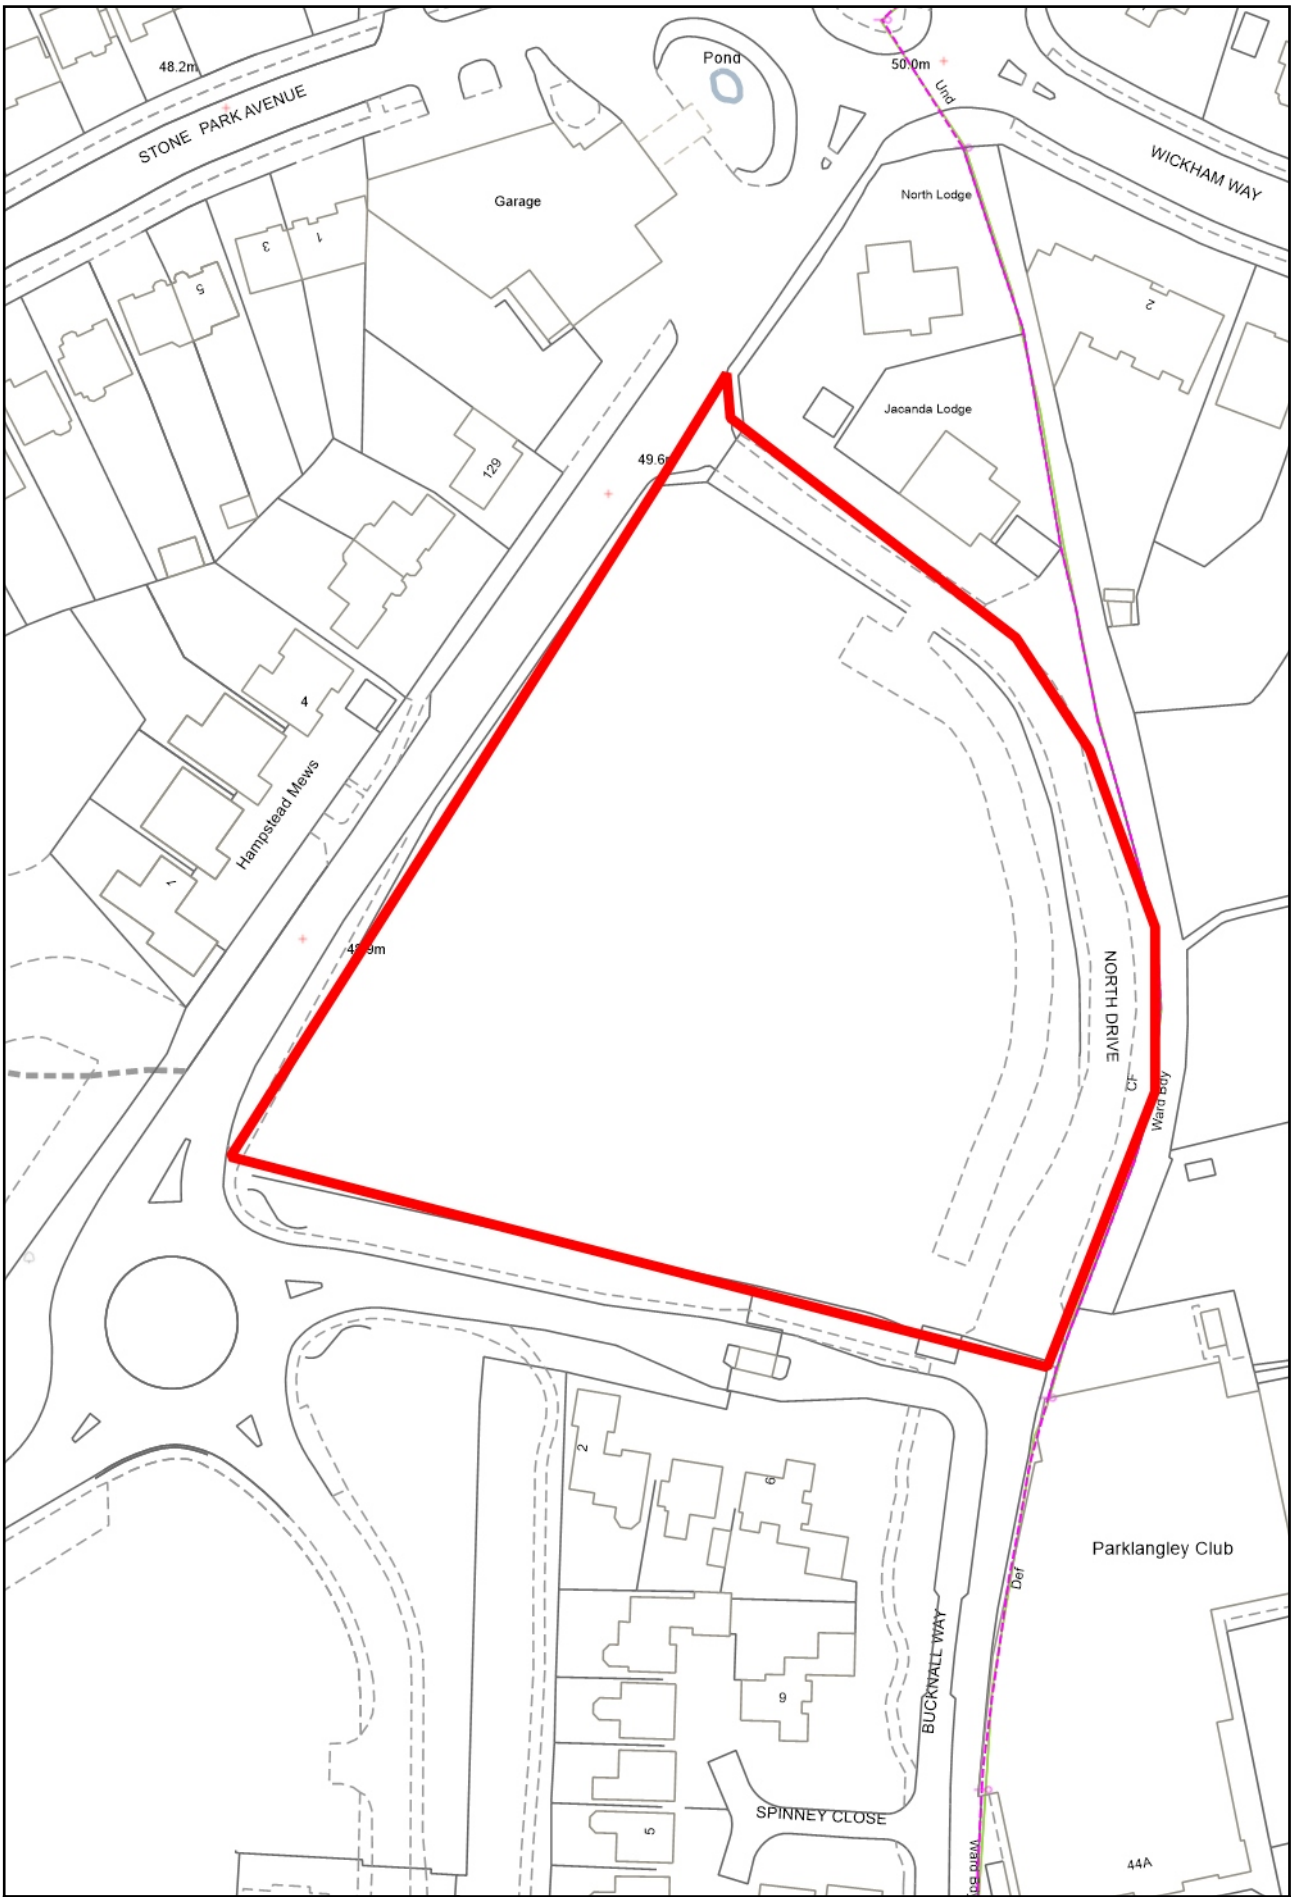 Pond
48.2m
50.0m
Und
STONE PARK AVENUE
WICKHAM WAY
North Lodge
Garage
1
3
5
2
Jacanda Lodge
129
49.6
4
Hampstead Mews
7
NORTH DRIVE
CF
Ward Bdy
2
6
Parklangley Club
Def
BUCKNALL WAY
9
SPINNEY CLOSE
5
44A